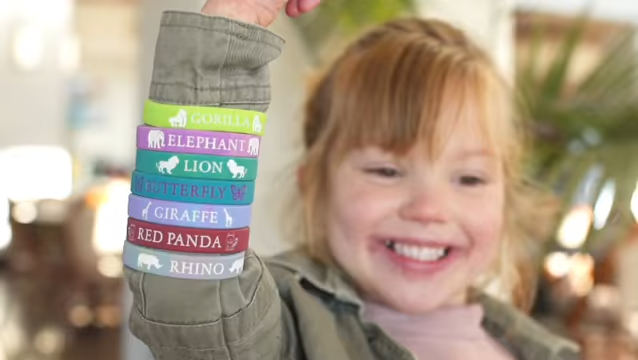 GORILLA
ELEPHANT
LION
BUTTERFLY
GIRAFFE
RED PANDA
RHINO